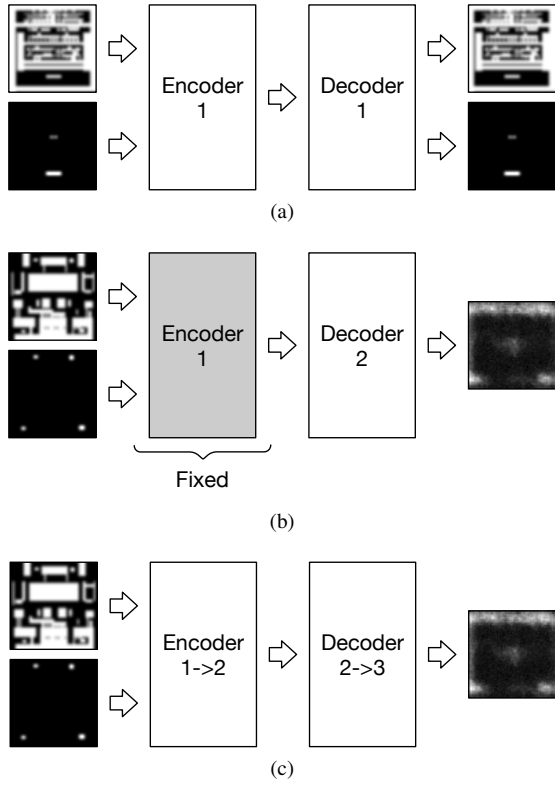 Encoder
1
Decoder
1
(a)
Encoder
1
Decoder
2
Fixed
(b)
Encoder
1->2
Decoder
2->3
(c)